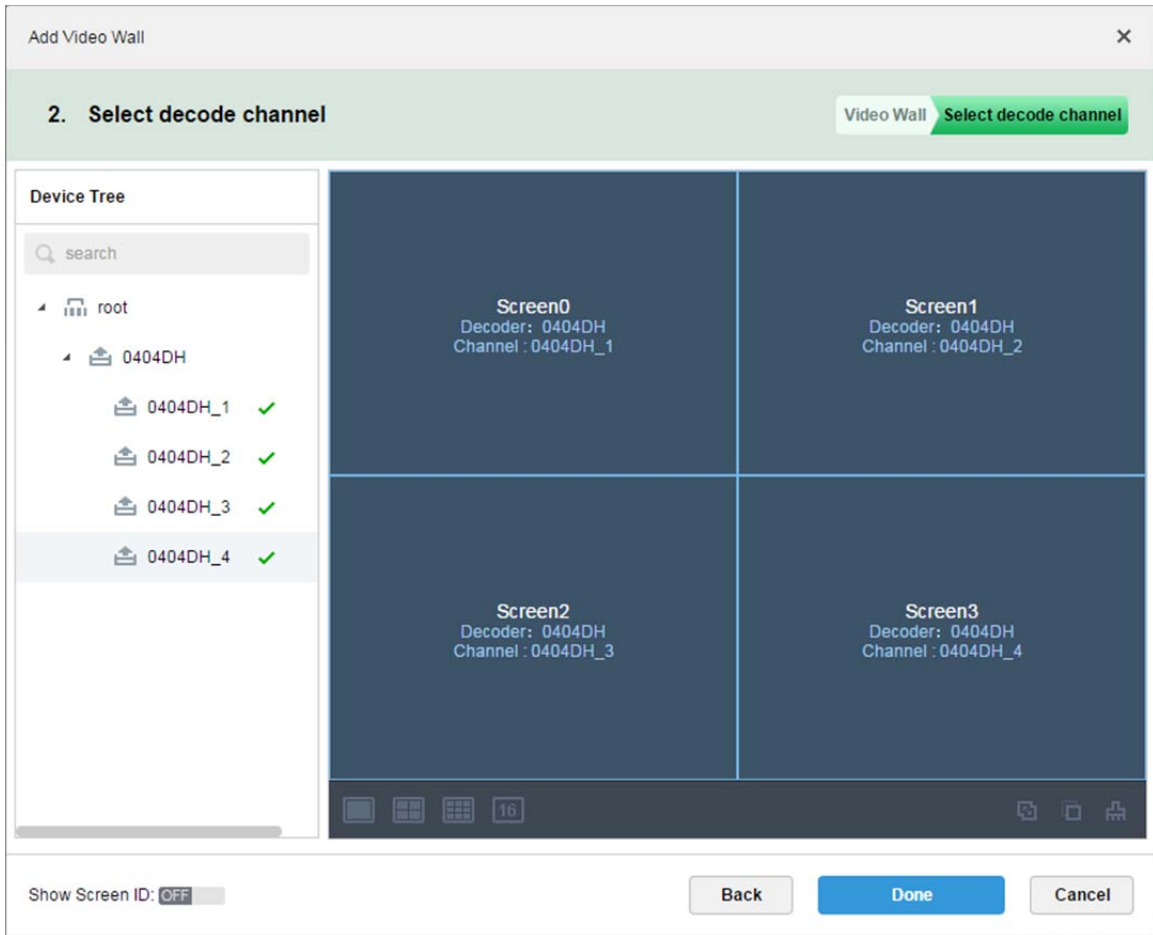 Add Video Wall
2. Select decode channel
Video Wall
Select decode channel
Device Tree
search
root
0404DH
0404DH_1
0404DH_2
0404DH_3
0404DH_4
Screen0
Decoder: 0404DH
Channel : 0404DH_1
Screen1
Decoder: 0404DH
Channel : 0404DH_2
Screen2
Decoder: 0404DH
Channel : 0404DH_3
Screen3
Decoder: 0404DH
Channel : 0404DH_4
16
Show Screen ID: OFF
Back
Done
Cancel